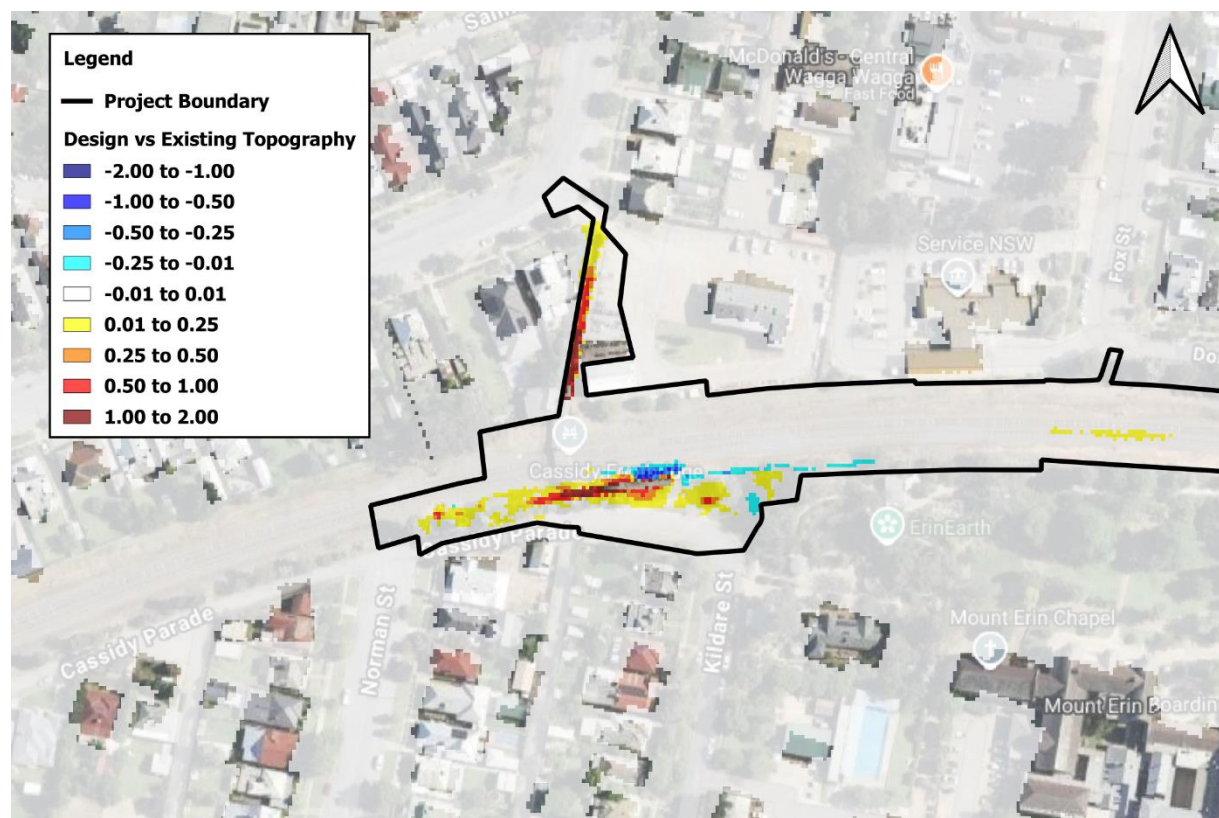 Legend
Project Boundary
Design vs Existing Topography
-2.00 to -1.00
-1.00 to -0.50
-0.50 to -0.25
-0.25 to -0.01
-0.01 to 0.01
0.01 to 0.25
0.25 to 0.50
0.50 to 1.00
1.00 to 2.00
McDonald's - Central
Wagga Wagga
Fast Food
Service NSW
Fox St
Cassidy
Cassidy Parade
ErinEarth
Cassidy Parade
Norman St
Kildare St
Mount Erin Chapel
Mount Erin Boardin